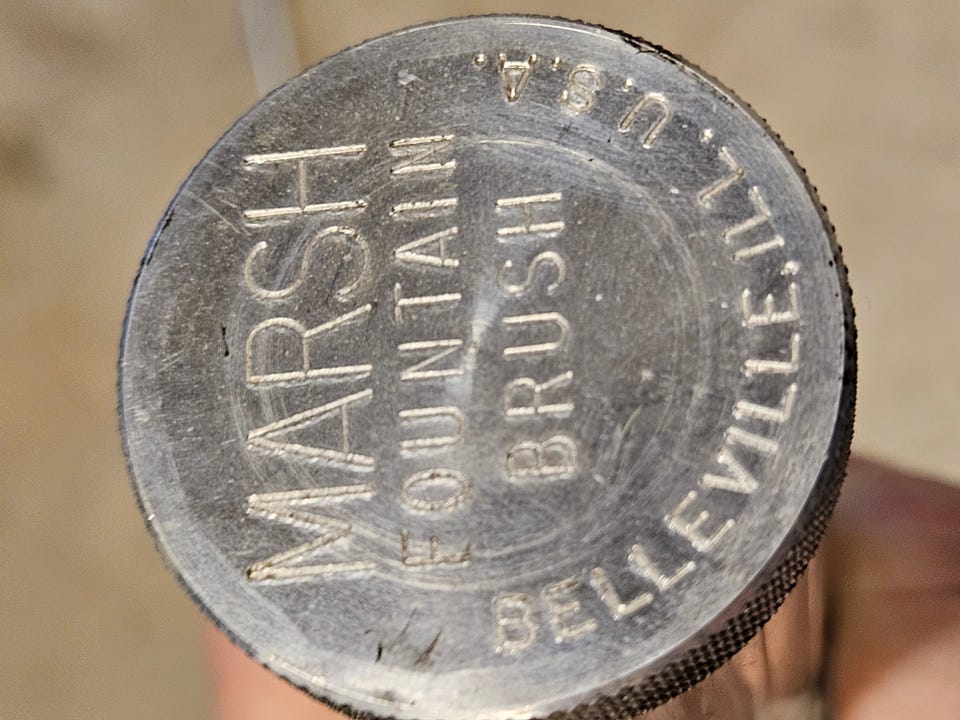 MARSH
FOUNTAIN
BRUSH
BELLEVILLE. ILL. U.S.A.